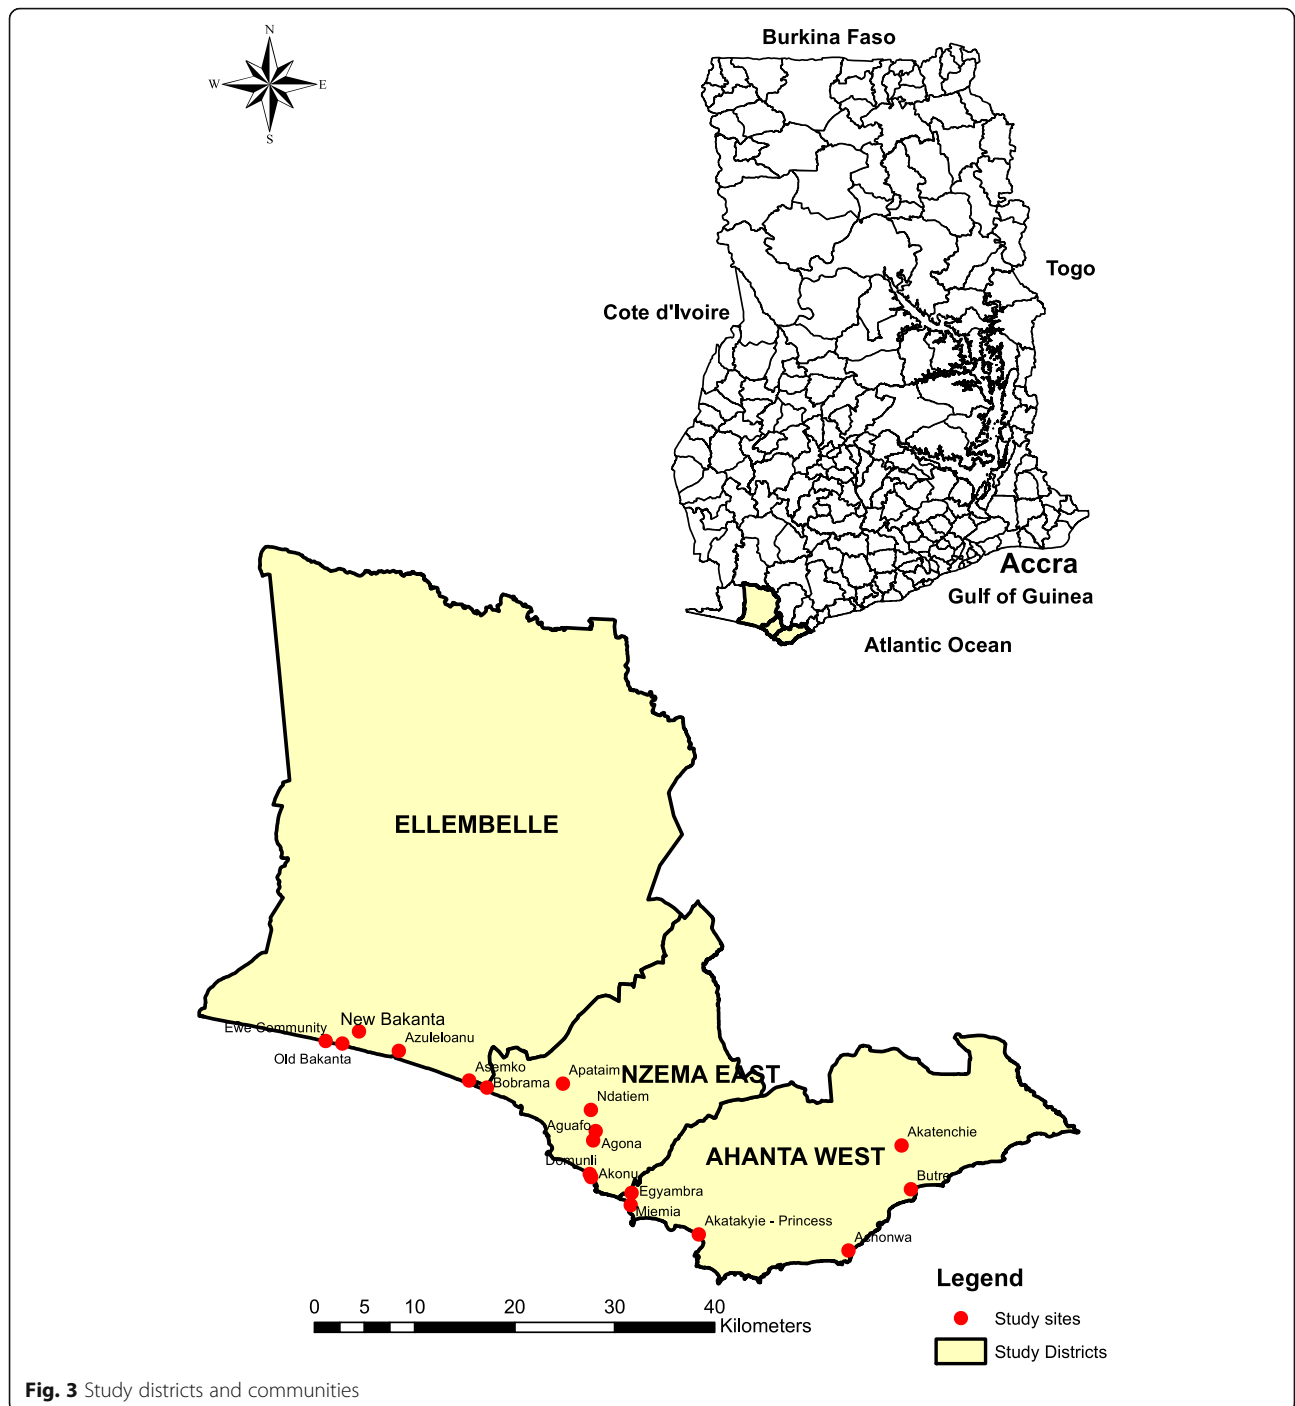 N
W
E
S
Burkina Faso
Togo
Cote d'Ivoire
Accra
Gulf of Guinea
Atlantic Ocean
ELLEMBELLE
New Bakanta
Ewe Community
Azuleloanu
Old Bakanta
Asemko
Bobrama
Apataim
NZEMA EAST
Ndatiem
Aguafo
Agona
Domunli
Akonu
Egyambra
Miemia
AHANTA WEST
Akatenchie
Butre
Akatakyie - Princess
Achonwa
Legend
Study sites
Study Districts
0 5 10 20 30 40
Kilometers
Fig. 3 Study districts and communities